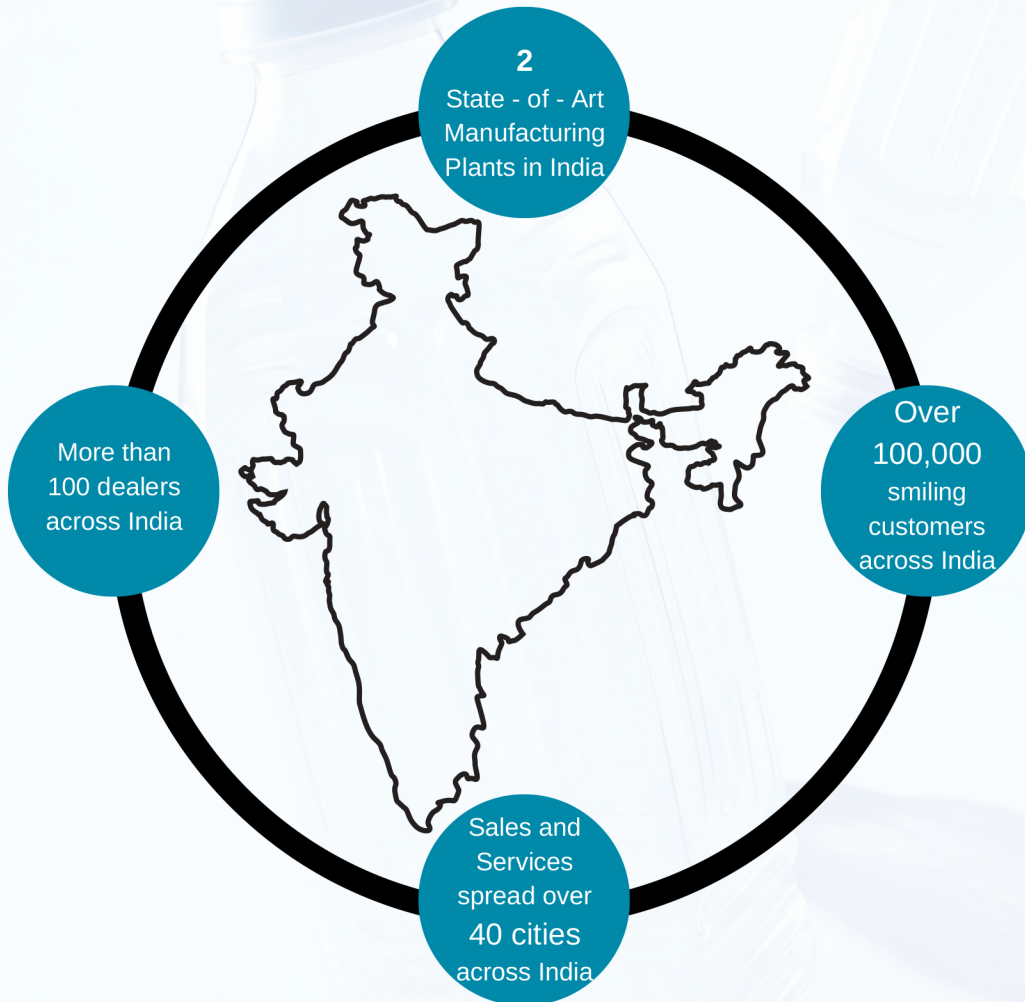 2
State - of - Art
Manufacturing
Plants in India
More than
100 dealers
across India
Over
100,000
smiling
customers
across India
Sales and
Services
spread over
40 cities
across India